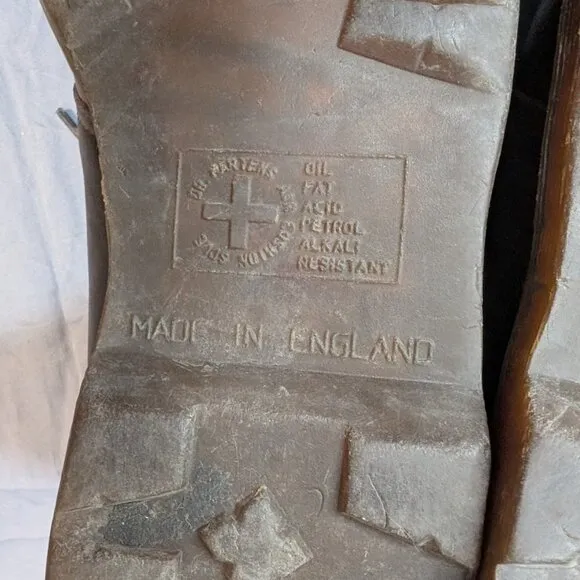 DR. MARTENS AIR CUSHION SOLE
OIL
FAT
ACID
PETROL
ALKALI
RESISTANT
MADE IN ENGLAND